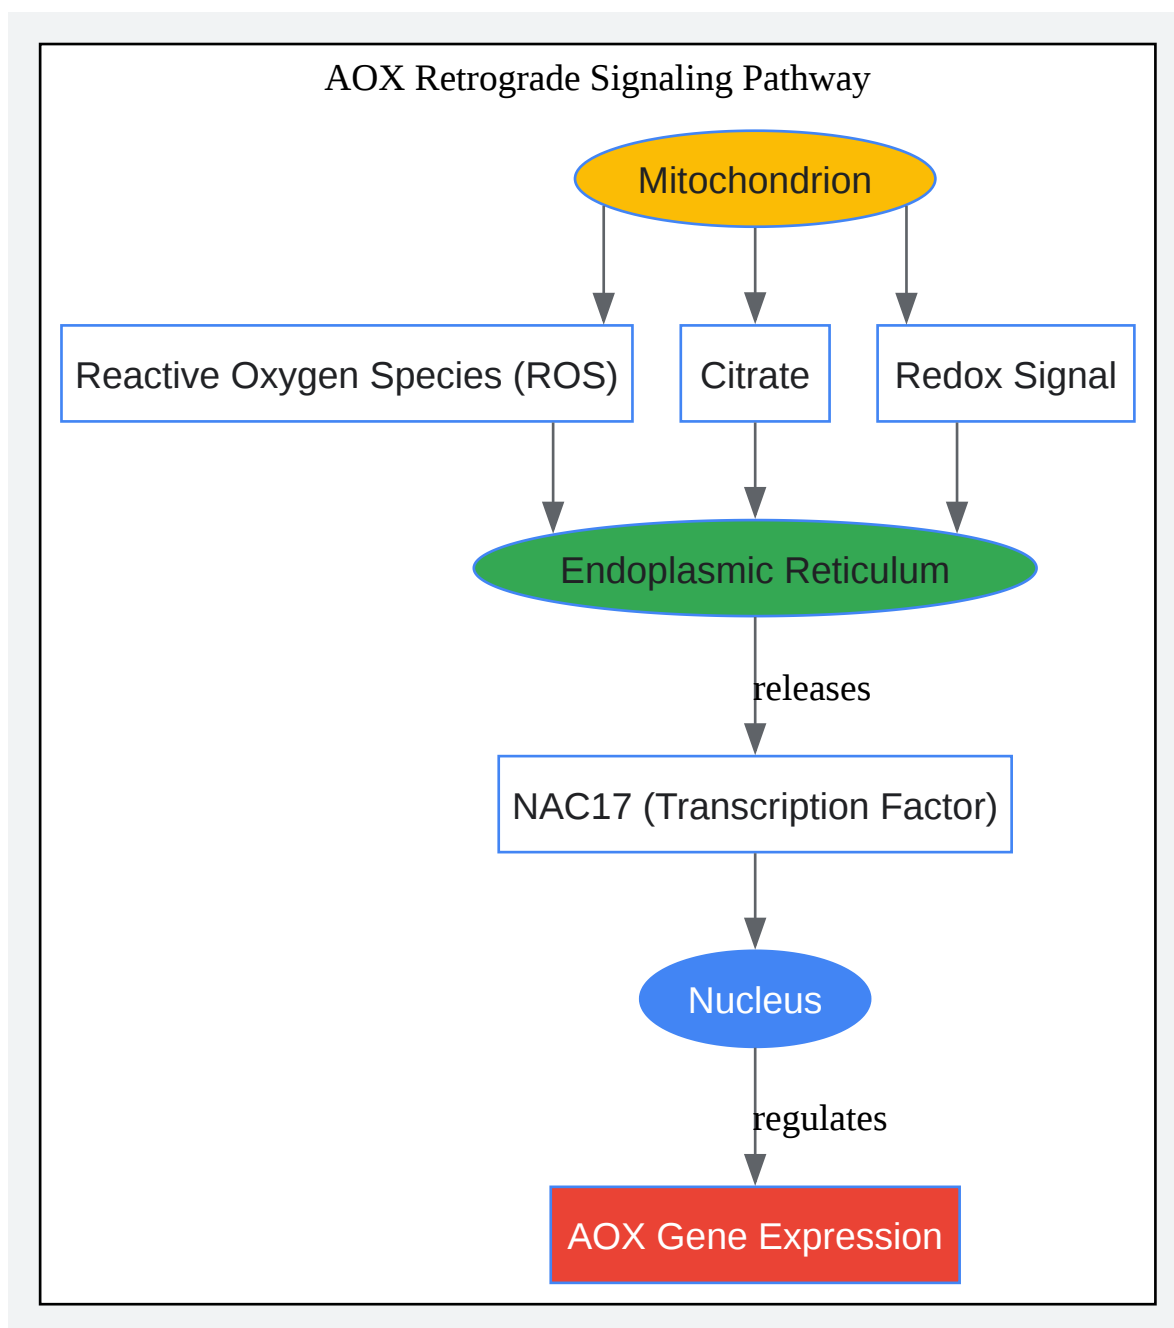 AOX Retrograde Signaling Pathway
Mitochondrion
Reactive Oxygen Species (ROS)
Citrate
Redox Signal
Endoplasmic Reticulum
releases
NAC17 (Transcription Factor)
Nucleus
regulates
AOX Gene Expression